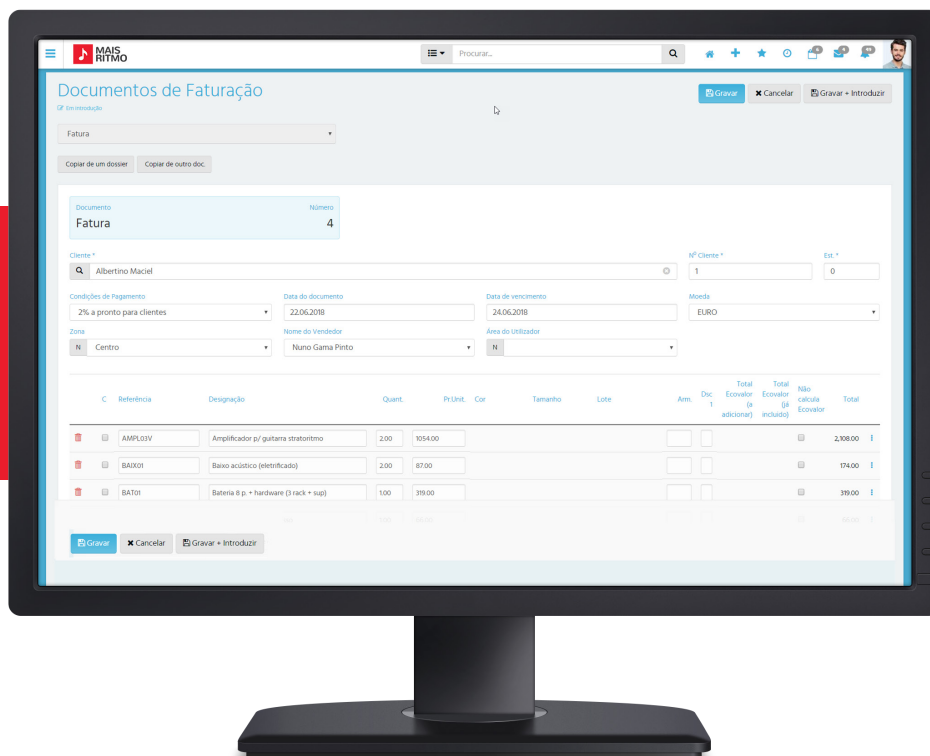 MAIS
RITMO
Procurar...
Documentos de Faturação
Em introdução
Gravar
Cancelar
Gravar + Introduzir
Fatura
Copiar de um dossier
Copiar de outro doc.
Documento Número
Fatura 4
Cliente * Nº Cliente * Est. *
Albertino Maciel 1 0
Condições de Pagamento Data do documento Data de vencimento Moeda
2% a pronto para clientes 22.06.2018 24.06.2018 EURO
Zona Nome do Vendedor Área do Utilizador
N Centro Nuno Gama Pinto N
C Referência Designação Quant. Pr.Unit. Cor Tamanho Lote Arm. Dsc 1 Total Ecovalor (a adicionar) Total Ecovalor (já incluido) Não calcula Ecovalor Total
AMPL03V Amplificador p/ guitarra stratoritmo 2.00 1054.00 2,108.00
BAIX01 Baixo acústico (eletrificado) 2.00 87.00 174.00
BAT01 Bateria 8 p. + hardware (3 rack + sup) 1.00 319.00 319.00
Gravar
Cancelar
Gravar + Introduzir